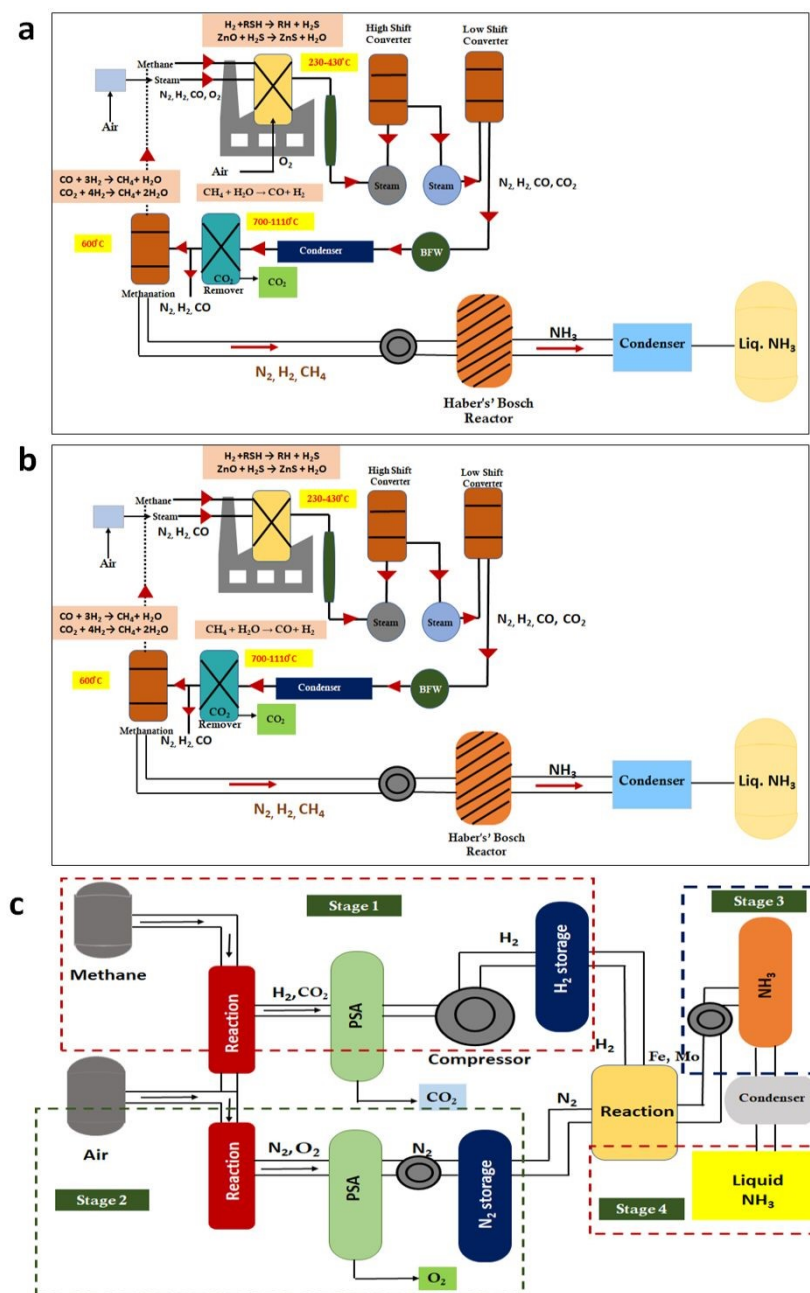 a
H₂ +RSH → RH + H₂S
ZnO + H₂S → ZnS + H₂O
High Shift
Converter
Low Shift
Converter
Methane
230-430°C
Steam
N₂, H₂, CO, O₂
Air
O₂
Air
Steam
Steam
CO + 3H₂ → CH₄+ H₂O
CO₂ + 4H₂→ CH₄+ 2H₂O
CH₄ + H₂O → CO+ H₂
N₂, H₂, CO, CO₂
700-1110°C
600°C
Condenser
BFW
CO₂
CO₂
Remover
Methanation
N₂, H₂, CO
NH₃
N₂, H₂, CH₄
Condenser
Liq. NH₃
Haber's' Bosch
Reactor
b
H₂ +RSH → RH + H₂S
ZnO + H₂S → ZnS + H₂O
High Shift
Converter
Low Shift
Converter
Methane
230-430°C
Steam
N₂, H₂, CO
Air
Steam
Steam
CO + 3H₂ → CH₄+ H₂O
CO₂ + 4H₂→ CH₄+ 2H₂O
CH₄ + H₂O → CO+ H₂
N₂, H₂, CO, CO₂
700-1110°C
600°C
Condenser
BFW
CO₂
CO₂
Remover
Methanation
N₂, H₂, CO
NH₃
N₂, H₂, CH₄
Condenser
Liq. NH₃
Haber's' Bosch
Reactor
c
Stage 1
Stage 3
Methane
Reaction
H₂,CO₂
PSA
Compressor
H₂
H₂ storage
H₂
NH₃
Fe, Mo
CO₂
Air
Reaction
Condenser
N₂
Stage 2
Reaction
N₂,O₂
PSA
N₂
N₂ storage
Stage 4
Liquid
NH₃
O₂